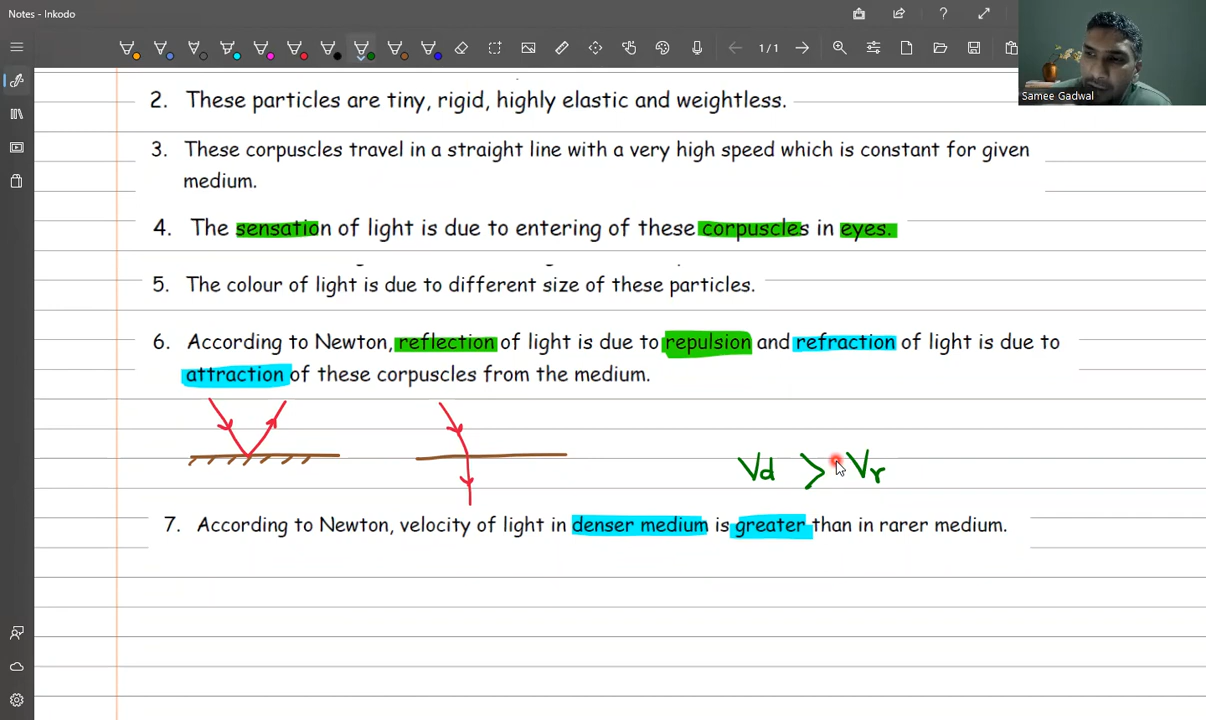 Notes - Inkodo
1/1
Samee Gadwal
2. These particles are tiny, rigid, highly elastic and weightless.
3. These corpuscles travel in a straight line with a very high speed which is constant for given
medium.
4. The sensation of light is due to entering of these corpuscles in eyes.
5. The colour of light is due to different size of these particles.
6. According to Newton, reflection of light is due to repulsion and refraction of light is due to
attraction of these corpuscles from the medium.
Vd > Vr
7. According to Newton, velocity of light in denser medium is greater than in rarer medium.